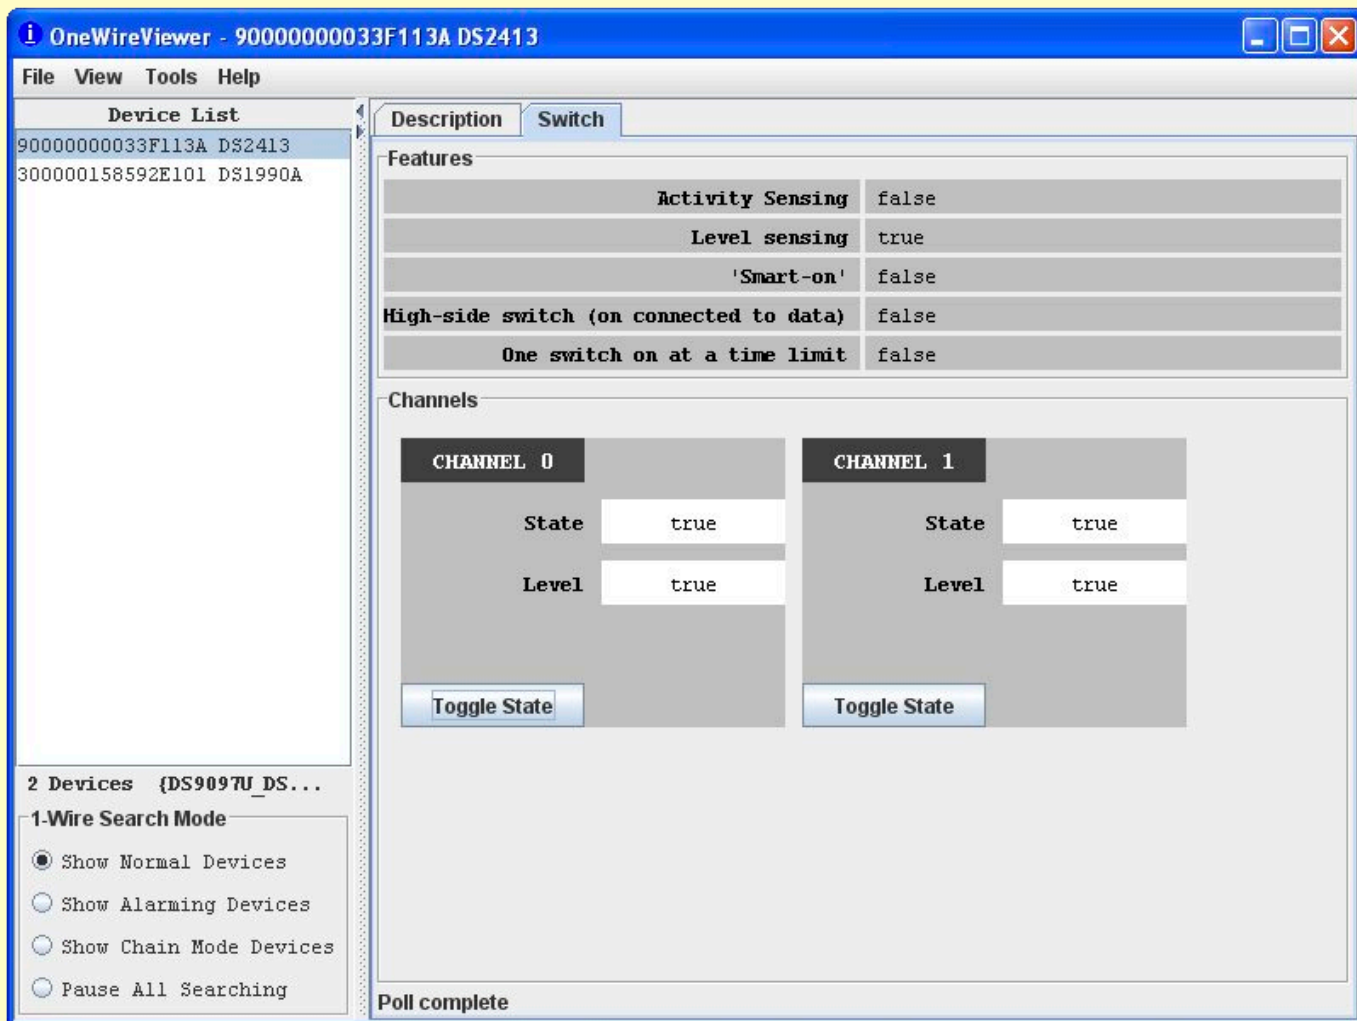 OneWireViewer - 90000000033F113A DS2413
File View Tools Help
Device List
90000000033F113A DS2413
300000158592E101 DS1990A
2 Devices {DS9097U_DS...
1-Wire Search Mode
Show Normal Devices
Show Alarming Devices
Show Chain Mode Devices
Pause All Searching
Description Switch
Features
Activity Sensing false
Level sensing true
'Smart-on' false
High-side switch (on connected to data) false
One switch on at a time limit false
Channels
CHANNEL 0
State true
Level true
Toggle State
CHANNEL 1
State true
Level true
Toggle State
Poll complete